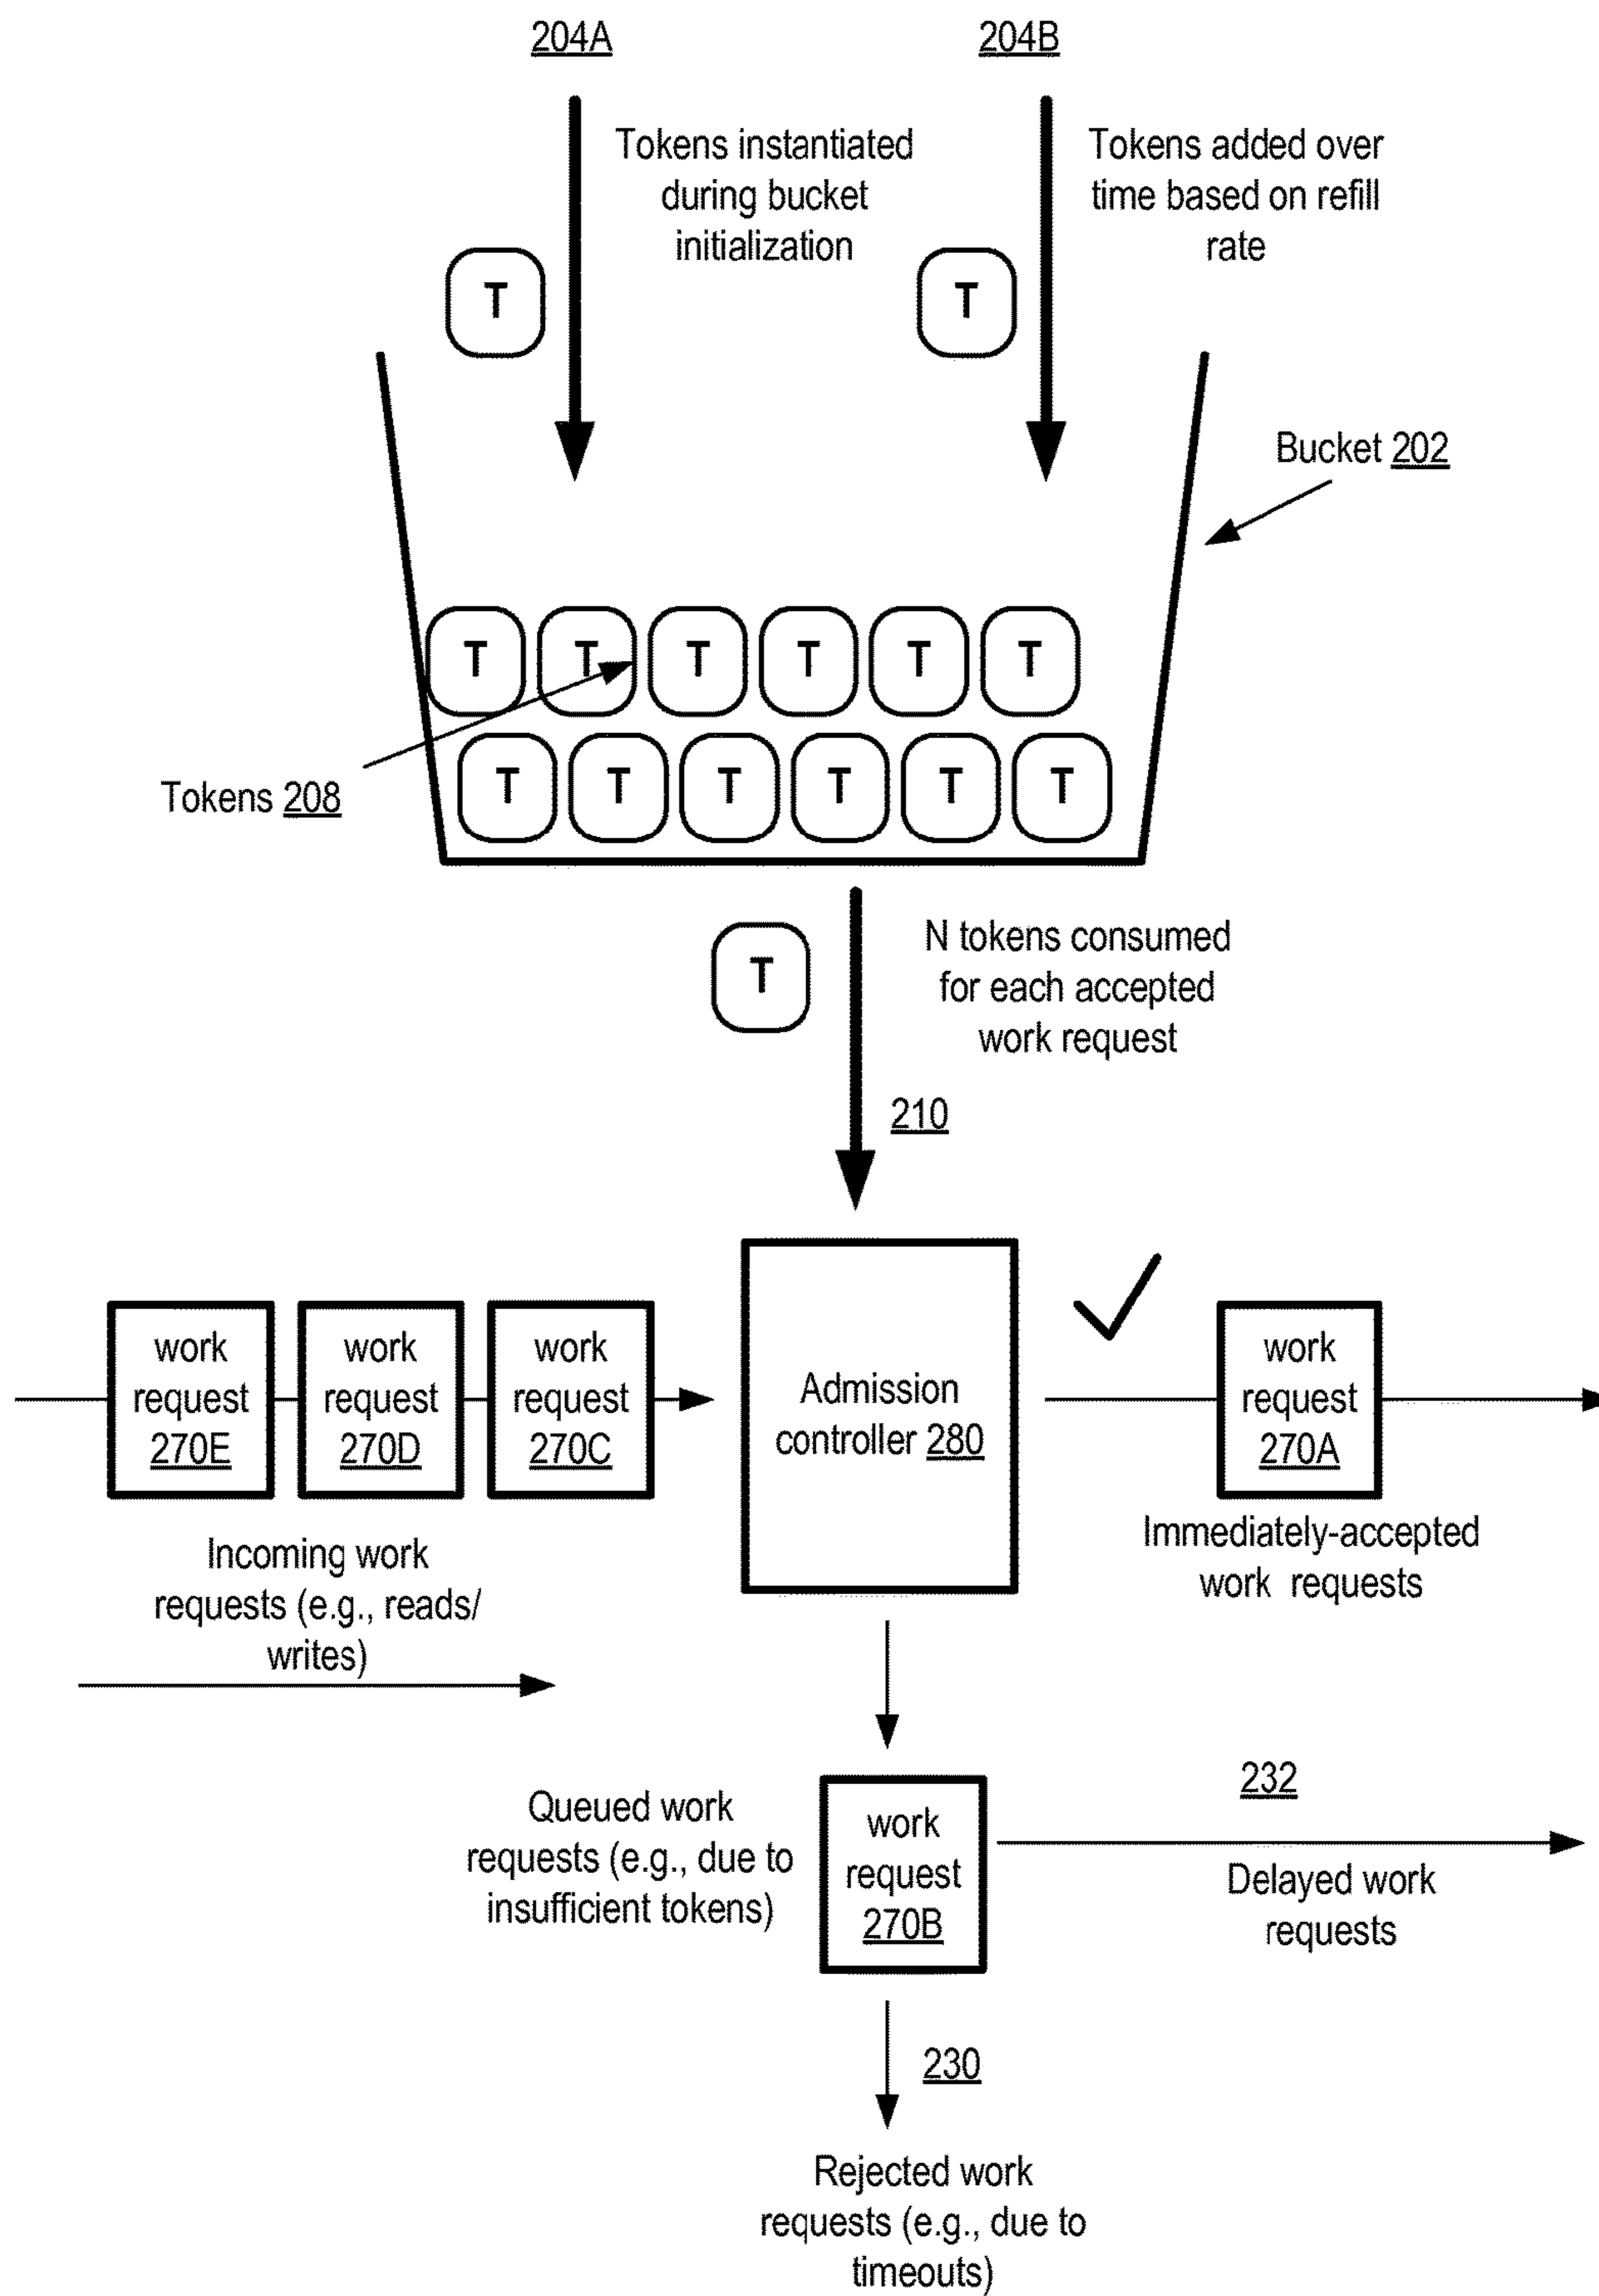 204A
204B
Tokens instantiated
during bucket
initialization
Tokens added over
time based on refill
rate
T
T
Bucket 202
T T T T T T
T T T T T T
Tokens 208
T
N tokens consumed
for each accepted
work request
210
work
request
270E
work
request
270D
work
request
270C
Admission
controller 280
work
request
270A
Incoming work
requests (e.g., reads/
writes)
Immediately-accepted
work requests
Queued work
requests (e.g., due to
insufficient tokens)
work
request
270B
232
Delayed work
requests
230
Rejected work
requests (e.g., due to
timeouts)